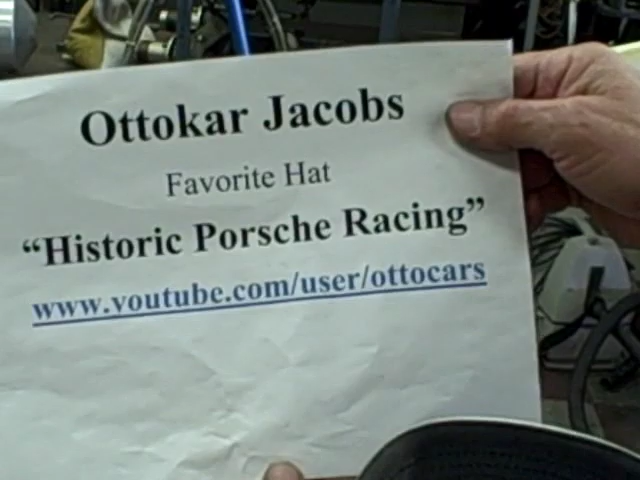 Ottokar Jacobs
Favorite Hat
“Historic Porsche Racing”
www.youtube.com/user/ottocars